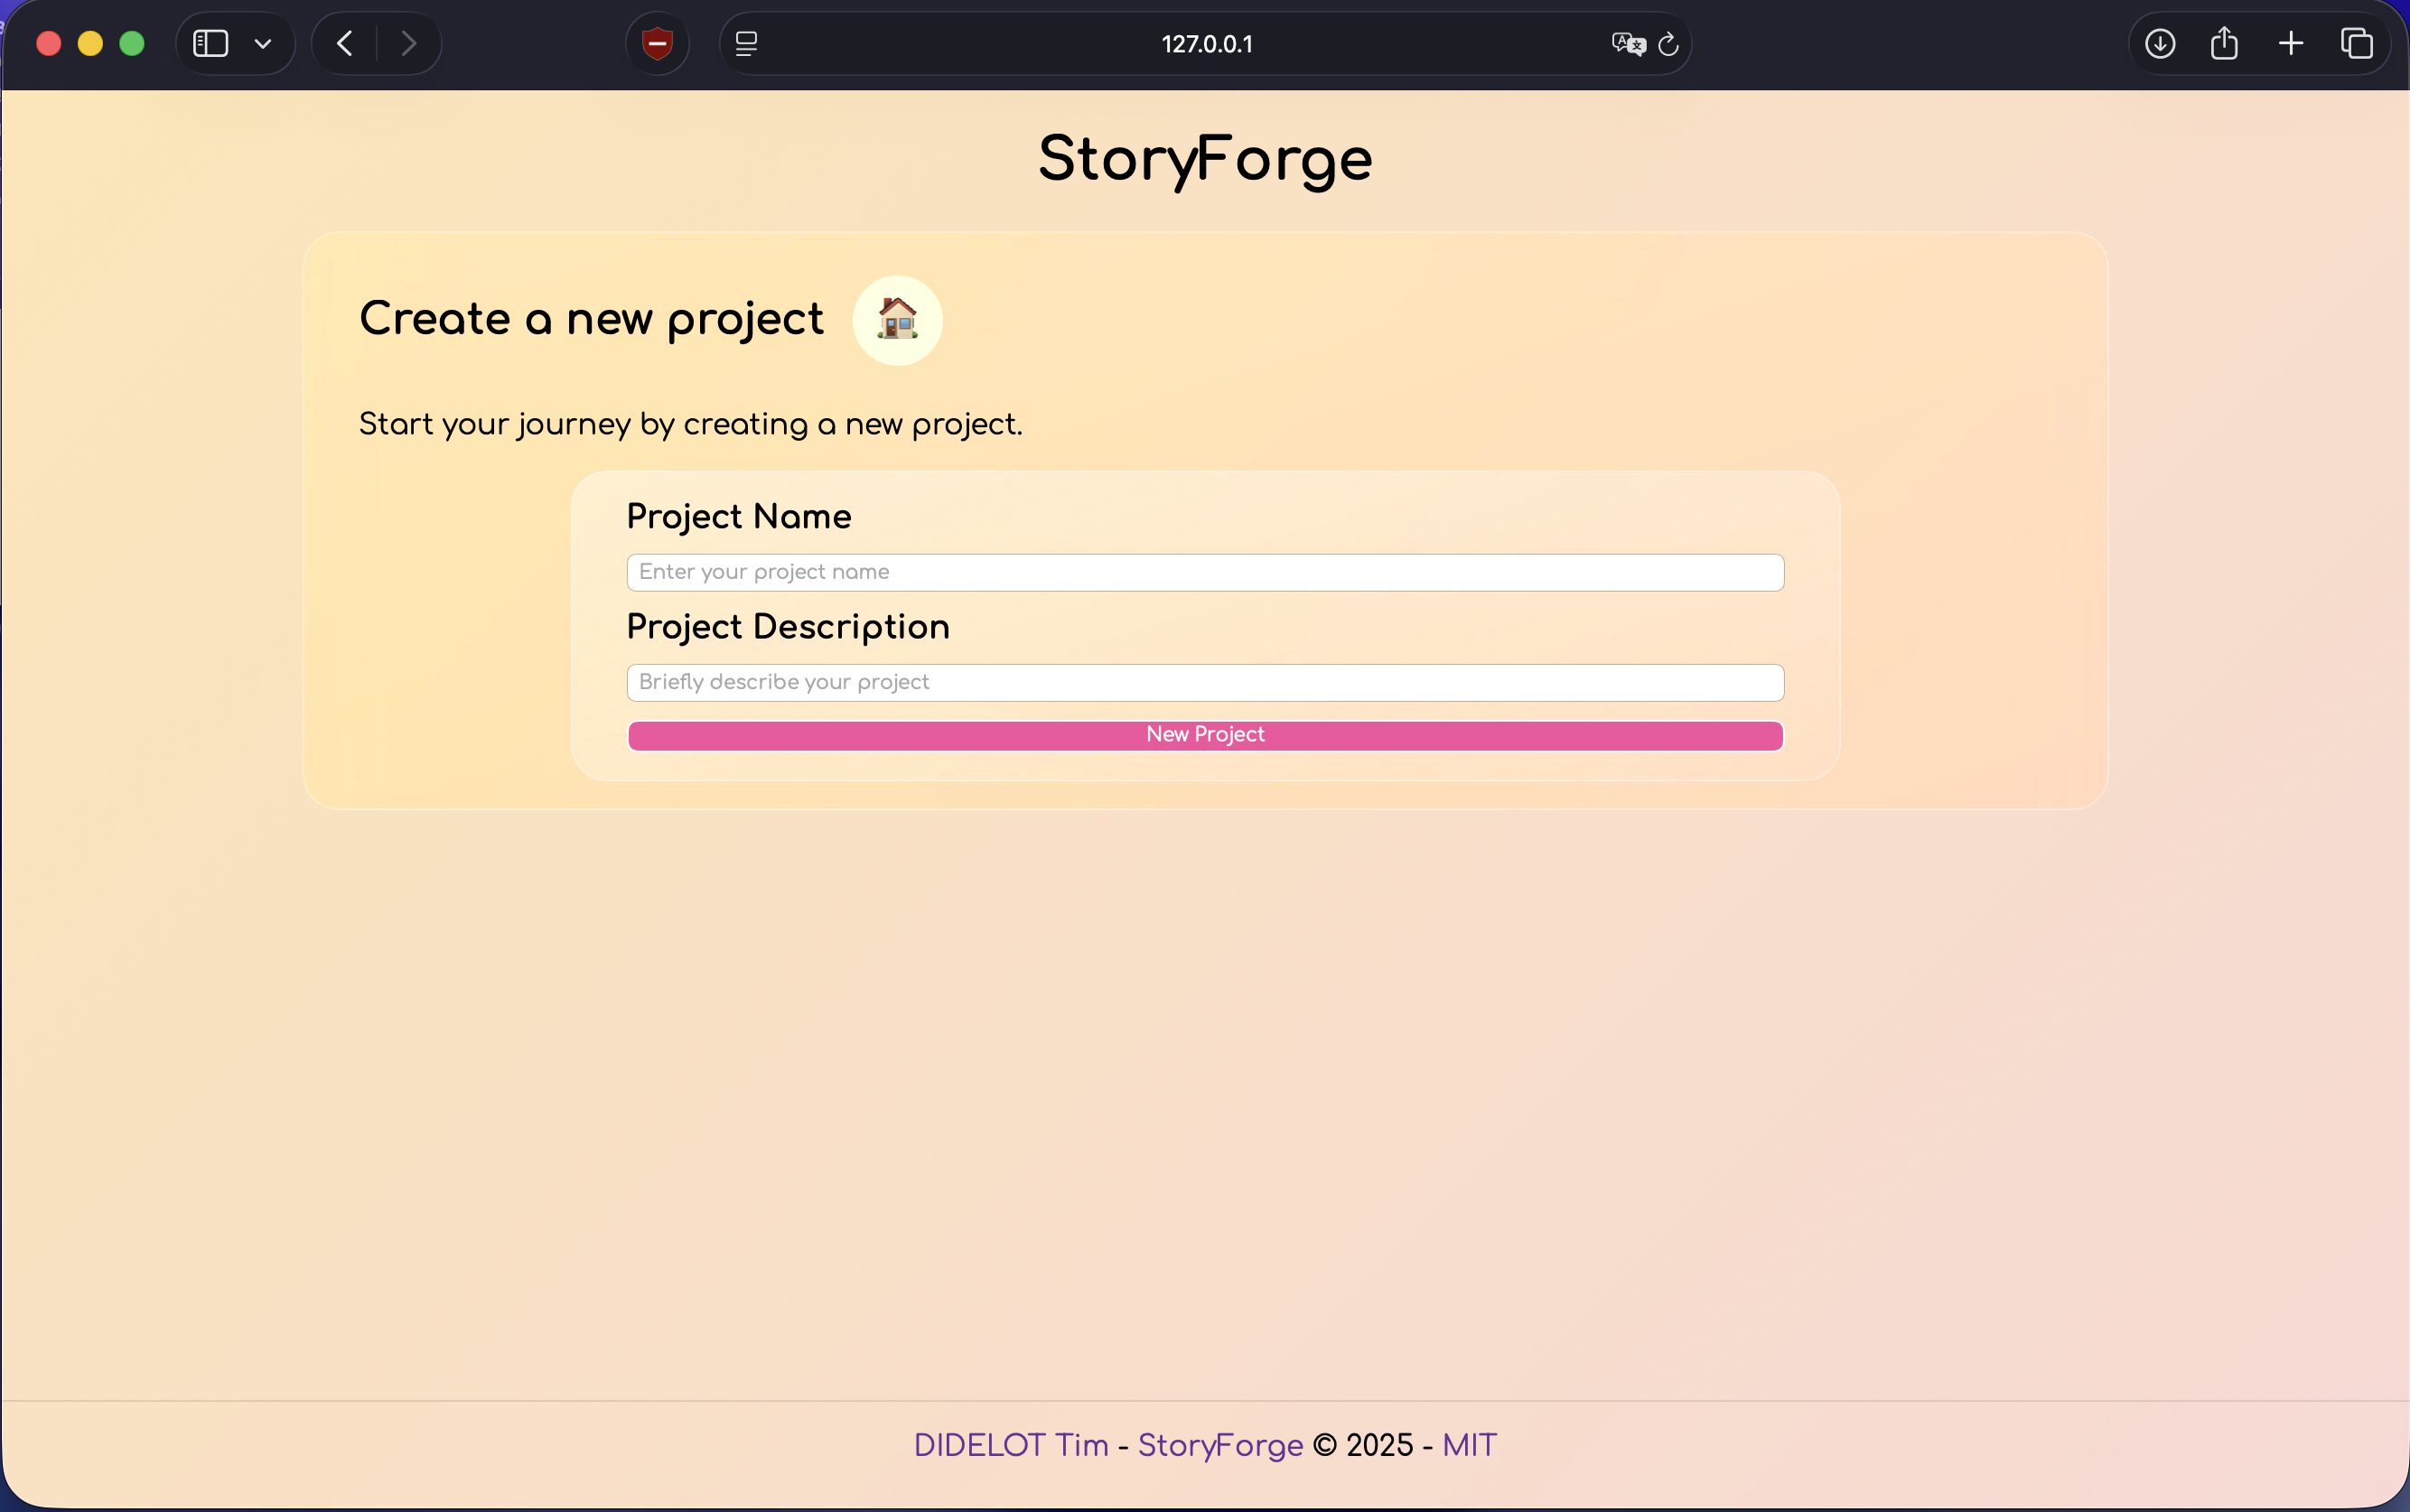 127.0.0.1
StoryForge
Create a new project
Start your journey by creating a new project.
Project Name
Enter your project name
Project Description
Briefly describe your project
New Project
DIDELOT Tim - StoryForge © 2025 - MIT